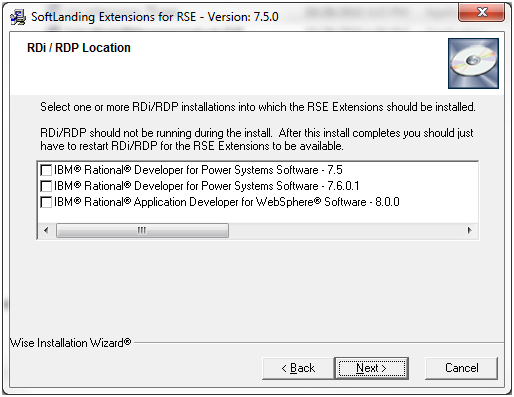 SoftLanding Extensions for RSE - Version: 7.5.0
RDi / RDP Location
Select one or more RDi/RDP installations into which the RSE Extensions should be installed.
RDi/RDP should not be running during the install. After this install completes you should just
have to restart RDi/RDP for the RSE Extensions to be available.
IBM® Rational® Developer for Power Systems Software - 7.5
IBM® Rational® Developer for Power Systems Software - 7.6.0.1
IBM® Rational® Application Developer for WebSphere® Software - 8.0.0
Wise Installation Wizard®
< Back
Next >
Cancel